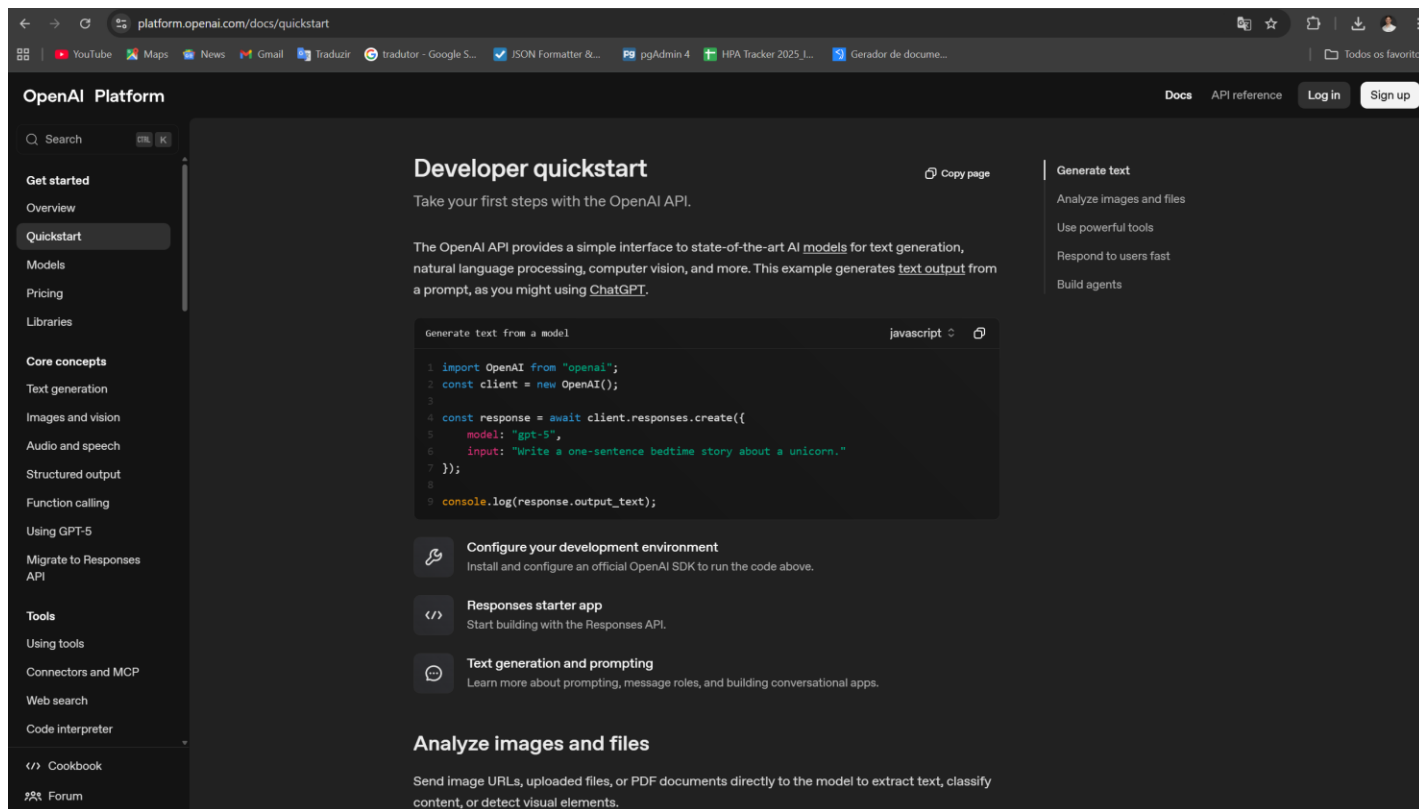 platform.openai.com/docs/quickstart
YouTube Maps News Gmail Traduzir tradutor - Google S... JSON Formatter &... pgAdmin 4 HPA Tracker 2025_I... Gerador de docume... Todos os favorito
OpenAI Platform
Docs API reference Log in Sign up
Search CTRL K
Get started
Overview
Quickstart
Models
Pricing
Libraries
Core concepts
Text generation
Images and vision
Audio and speech
Structured output
Function calling
Using GPT-5
Migrate to Responses
API
Tools
Using tools
Connectors and MCP
Web search
Code interpreter
Cookbook
Forum
Developer quickstart
Copy page
Take your first steps with the OpenAI API.
The OpenAI API provides a simple interface to state-of-the-art AI models for text generation,
natural language processing, computer vision, and more. This example generates text output from
a prompt, as you might using ChatGPT.
Generate text from a model javascript
1 import OpenAI from "openai";
2 const client = new OpenAI();
3
4 const response = await client.responses.create({
5     model: "gpt-5",
6     input: "Write a one-sentence bedtime story about a unicorn."
7 });
8
9 console.log(response.output_text);
Configure your development environment
Install and configure an official OpenAI SDK to run the code above.
Responses starter app
Start building with the Responses API.
Text generation and prompting
Learn more about prompting, message roles, and building conversational apps.
Analyze images and files
Send image URLs, uploaded files, or PDF documents directly to the model to extract text, classify
content, or detect visual elements.
Generate text
Analyze images and files
Use powerful tools
Respond to users fast
Build agents